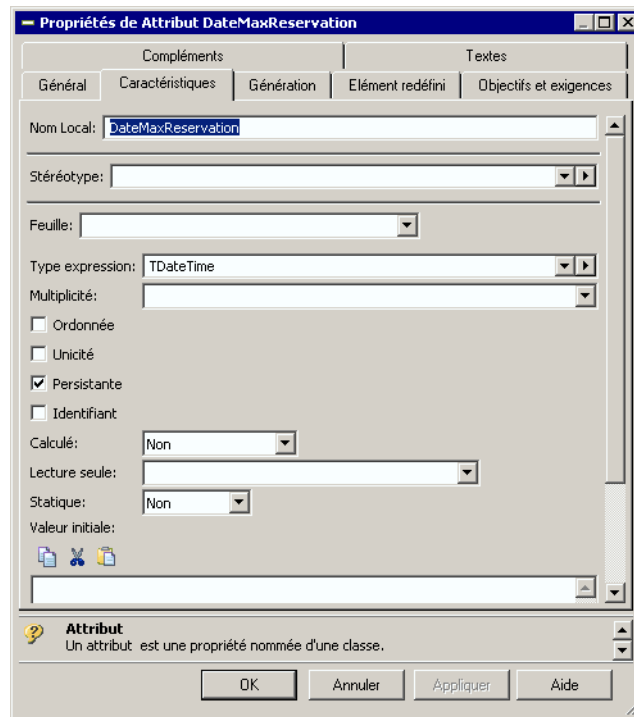 Propriétés de Attribut DateMaxReservation
Compléments Textes
Général Caractéristiques Génération Elément redéfini Objectifs et exigences
Nom Local: DateMaxReservation
Stéréotype:
Feuille:
Type expression: TDateTime
Multiplicité:
Ordonnée
Unicité
Persistante
Identifiant
Calculé: Non
Lecture seule:
Statique: Non
Valeur initiale:
Attribut
Un attribut est une propriété nommée d'une classe.
OK Annuler Appliquer Aide